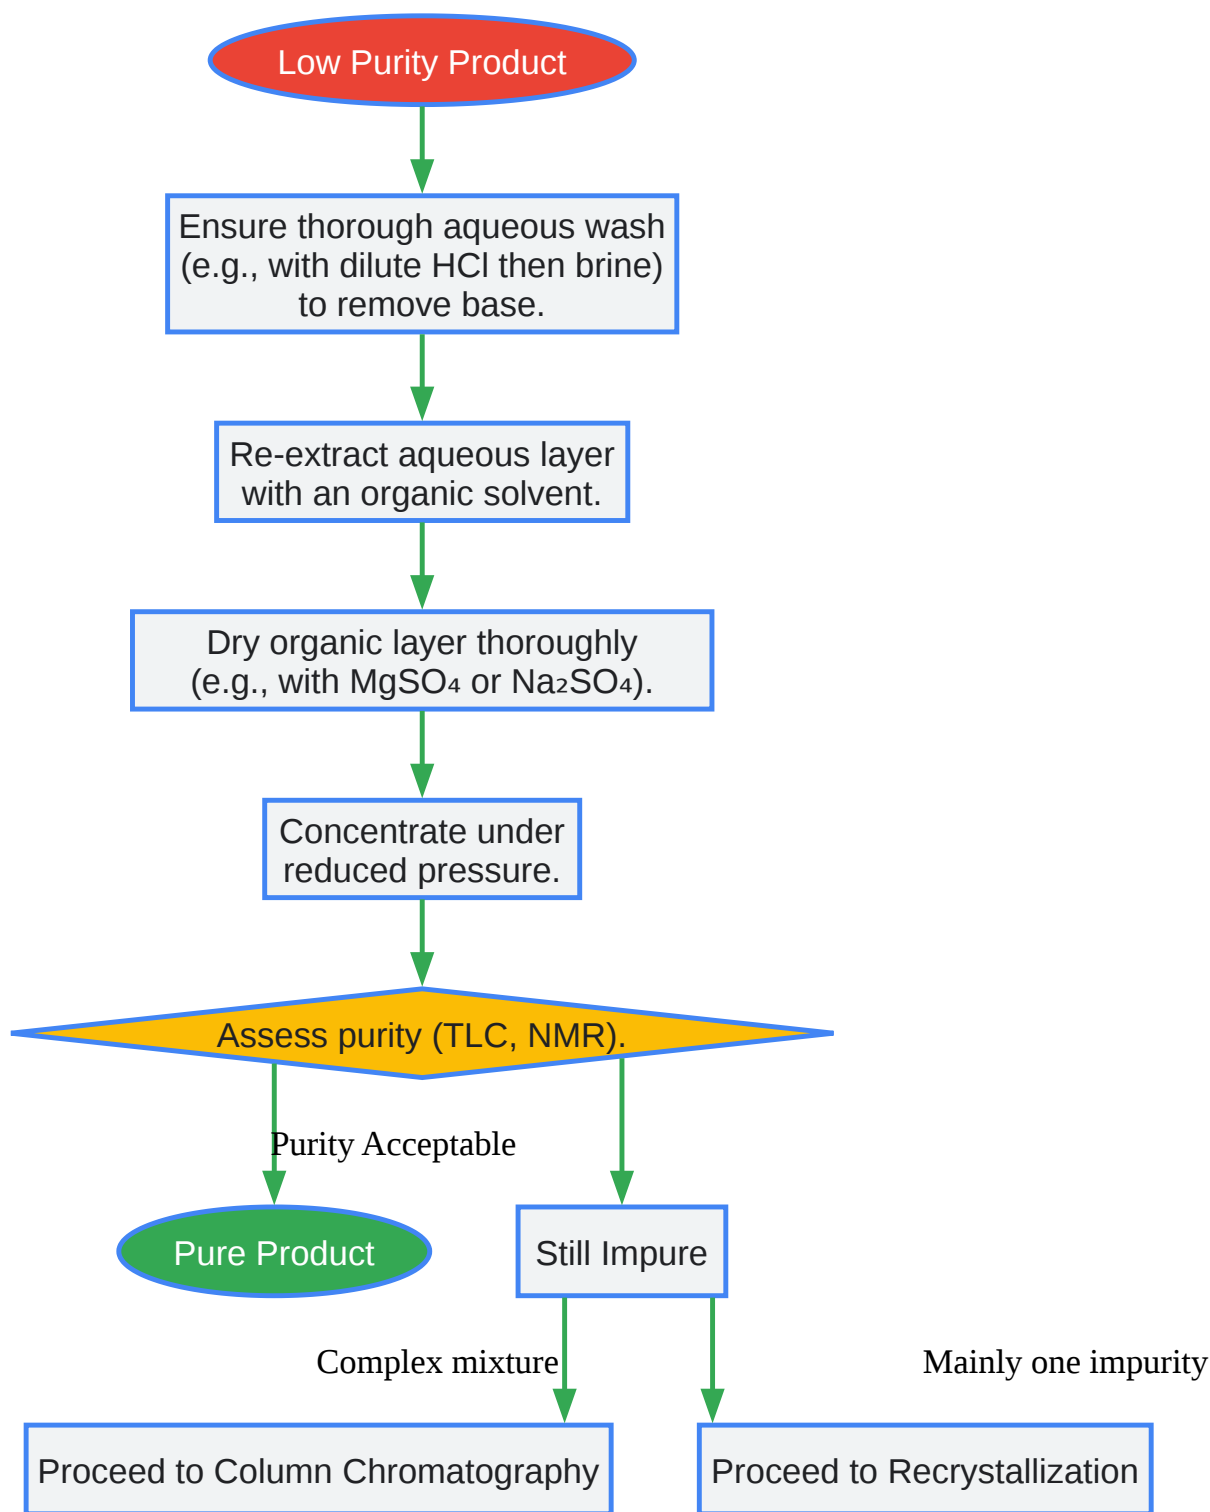 Low Purity Product
Ensure thorough aqueous wash
(e.g., with dilute HCl then brine)
to remove base.
Re-extract aqueous layer
with an organic solvent.
Dry organic layer thoroughly
(e.g., with MgSO₄ or Na₂SO₄).
Concentrate under
reduced pressure.
Assess purity (TLC, NMR).
Purity Acceptable
Pure Product
Still Impure
Complex mixture
Mainly one impurity
Proceed to Column Chromatography
Proceed to Recrystallization